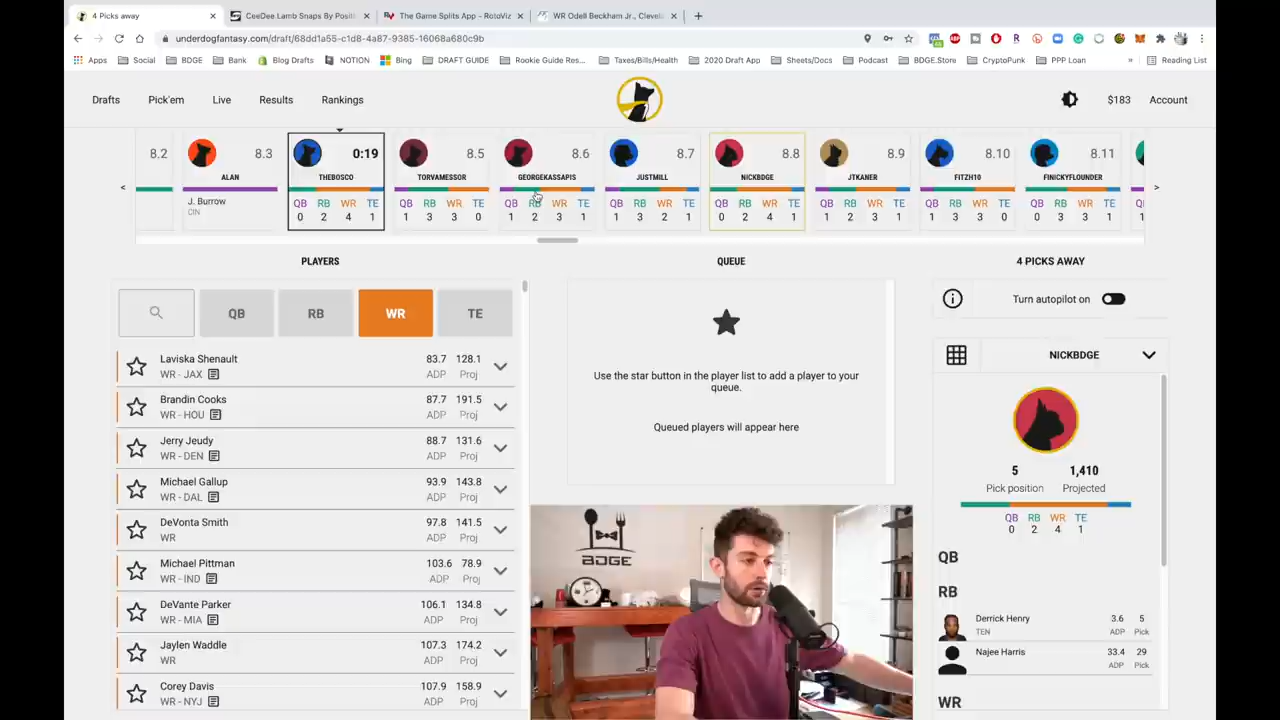 4 Picks away
CeeDee Lamb Snaps By Positi
The Game Splits App - RotoViz
WR Odell Beckham Jr., Clevel
underdogfantasy.com/draft/68dd1a55-c1d8-4a87-9385-16068a680c9b
Apps Social BDGE Bank Blog Drafts NOTION Bing DRAFT GUIDE Rookie Guide Res... Taxes/Bills/Health 2020 Draft App Sheets/Docs Podcast BDGE.Store CryptoPunk PPP Loan » Reading List
Drafts Pick'em Live Results Rankings $183 Account
8.2 8.3 0:19 8.5 8.6 8.7 8.8 8.9 8.10 8.11
ALAN THEBOSCO TORVAMESSOR GEORGEKASSAPIS JUSTMILL NICKBDGE JTKANER FITZH10 FINICKYFLOUNDER
J. Burrow
CIN
QB RB WR TE QB RB WR TE QB RB WR TE QB RB WR TE QB RB WR TE QB RB WR TE QB RB WR TE QB RB WR TE
0 2 4 1 1 3 3 0 1 2 3 1 1 3 2 1 0 2 4 1 1 2 3 1 1 3 3 0 0 3 3 1
PLAYERS QUEUE 4 PICKS AWAY
QB RB WR TE
Turn autopilot on
Laviska Shenault 83.7 128.1
WR - JAX ADP Proj
Brandin Cooks 87.7 191.5
WR - HOU ADP Proj
Jerry Jeudy 88.7 131.6
WR - DEN ADP Proj
Michael Gallup 93.9 143.8
WR - DAL ADP Proj
DeVonta Smith 97.8 141.5
WR ADP Proj
Michael Pittman 103.6 78.9
WR - IND ADP Proj
DeVante Parker 106.1 134.8
WR - MIA ADP Proj
Jaylen Waddle 107.3 174.2
WR ADP Proj
Corey Davis 107.9 158.9
WR - NYJ ADP Proj
Use the star button in the player list to add a player to your
queue.
Queued players will appear here
BDGE
NICKBDGE
5 1,410
Pick position Projected
QB RB WR TE
0 2 4 1
QB
RB
Derrick Henry 3.6 5
TEN ADP Pick
Najee Harris 33.4 29
ADP Pick
WR